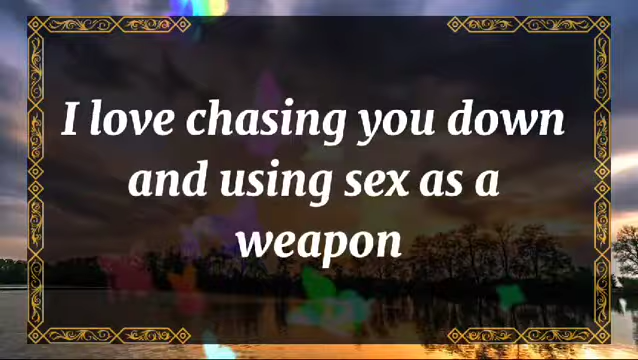 I love chasing you down
and using sex as a
weapon